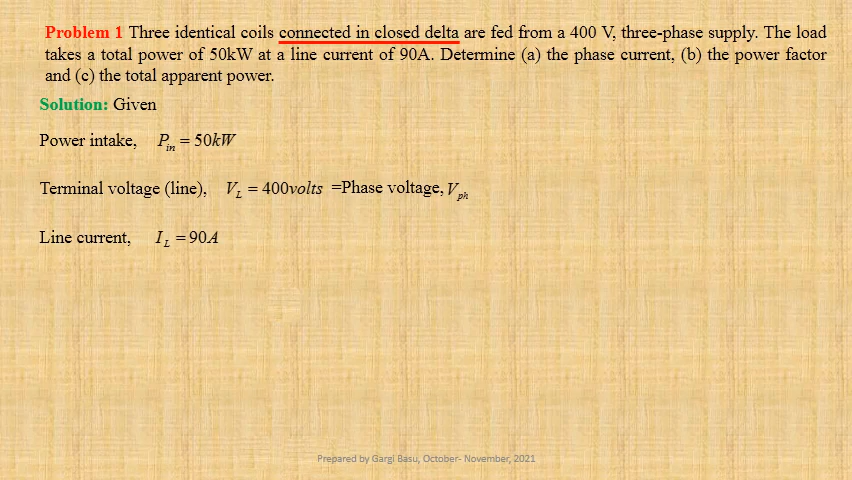 Problem 1 Three identical coils connected in closed delta are fed from a 400 V, three-phase supply. The load
takes a total power of 50kW at a line current of 90A. Determine (a) the phase current, (b) the power factor
and (c) the total apparent power.
Solution: Given
Power intake, P_in = 50kW
Terminal voltage (line), V_L = 400volts =Phase voltage, V_ph
Line current, I_L = 90A
Prepared by Gargi Basu, October- November, 2021